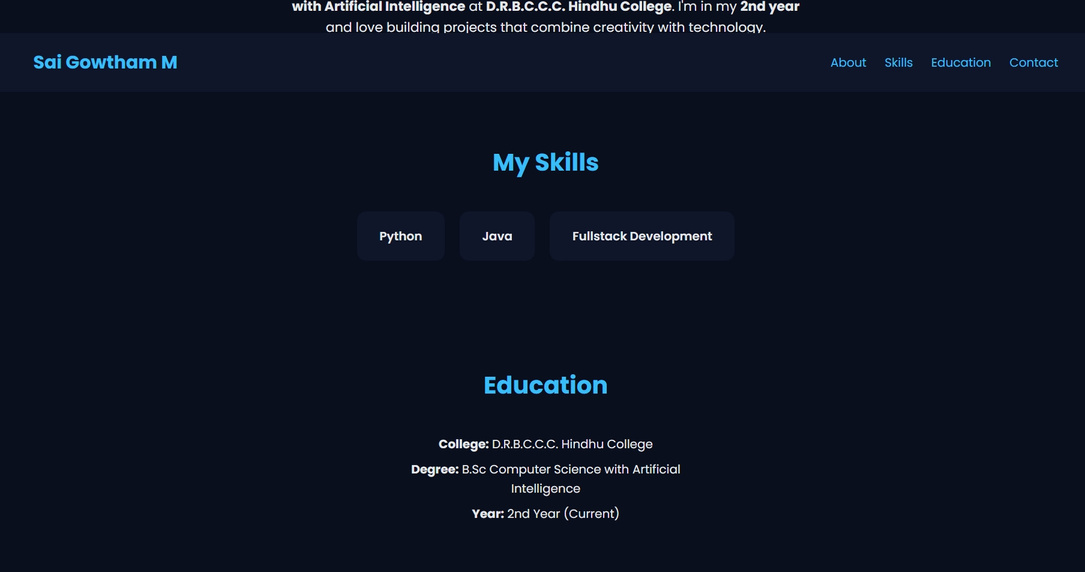 with Artificial Intelligence at D.R.B.C.C.C. Hindhu College. I'm in my 2nd year
and love building projects that combine creativity with technology.
Sai Gowtham M
About Skills Education Contact
My Skills
Python Java Fullstack Development
Education
College: D.R.B.C.C.C. Hindhu College
Degree: B.Sc Computer Science with Artificial
Intelligence
Year: 2nd Year (Current)